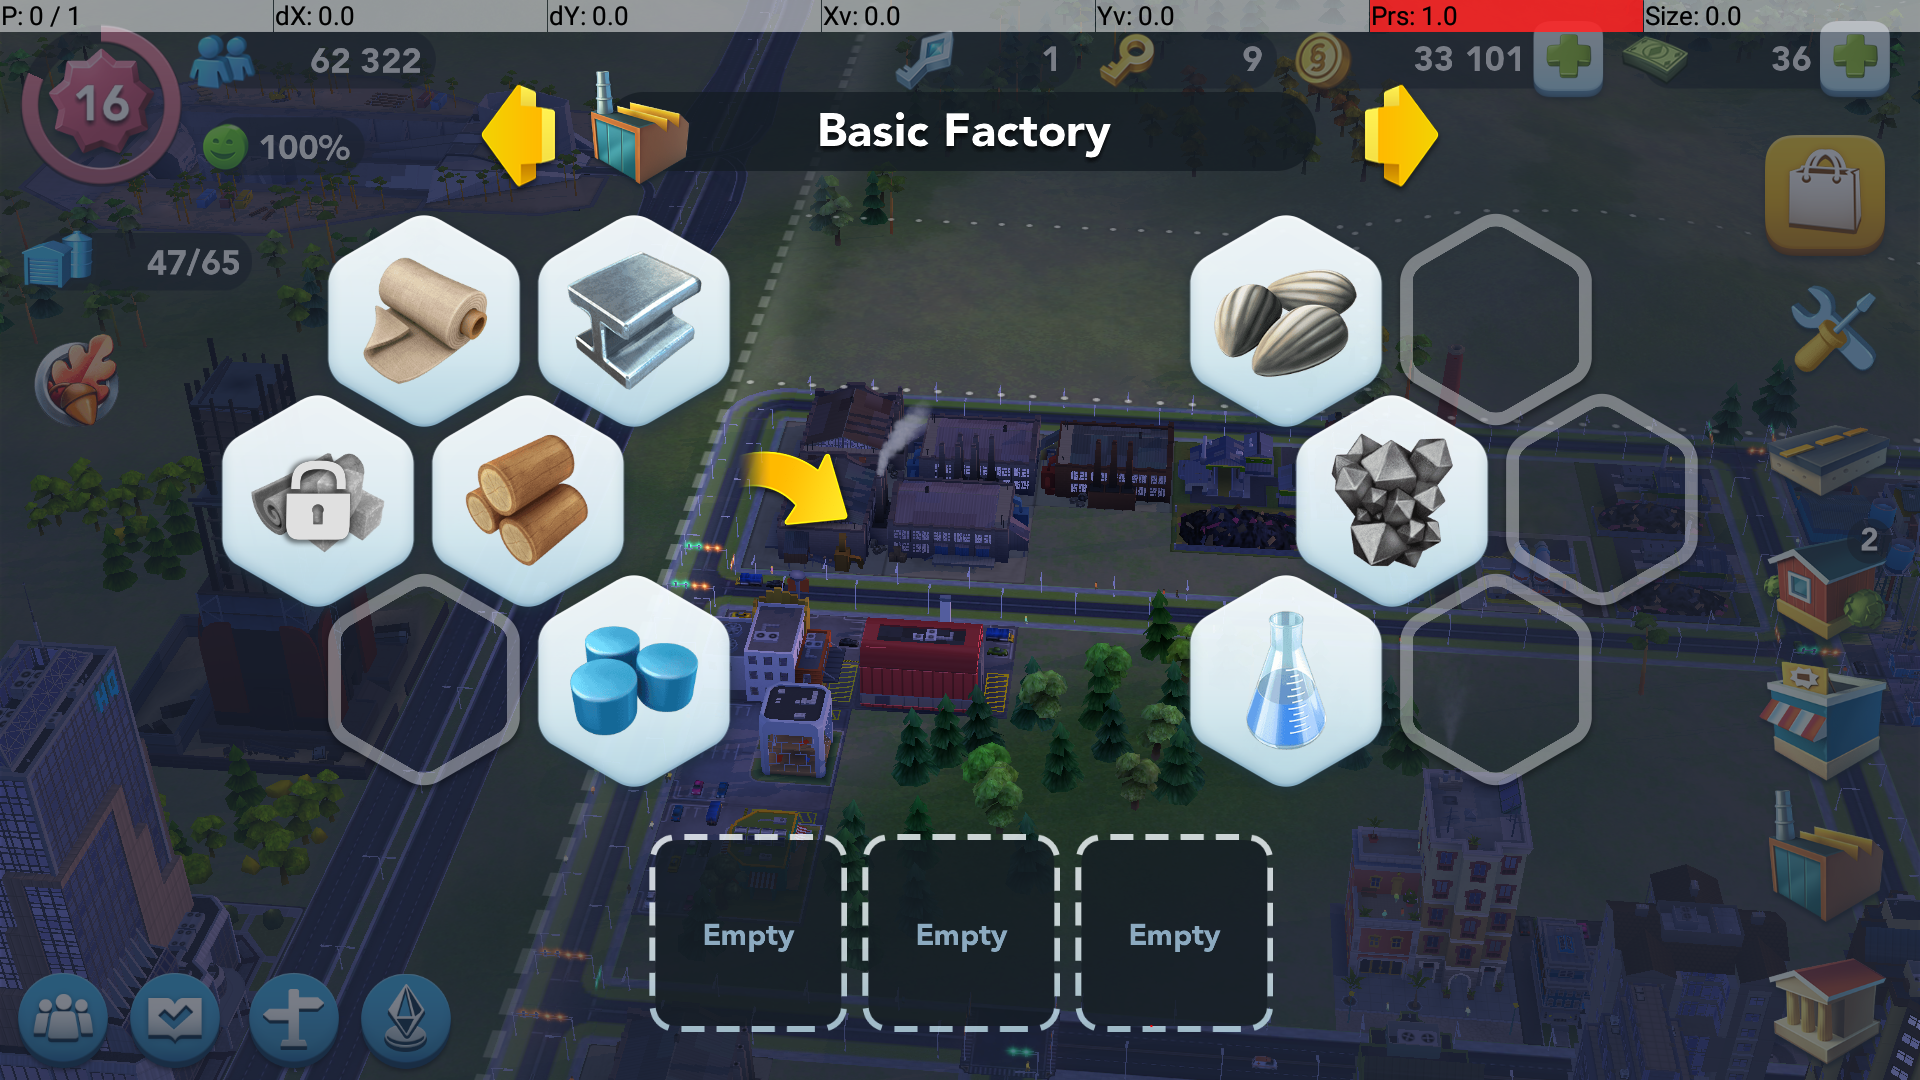 P: 0 / 1
dX: 0.0
dY: 0.0
Xv: 0.0
Yv: 0.0
Prs: 1.0
Size: 0.0
16
62 322
1
9
33 101
36
100%
Basic Factory
47/65
2
Empty
Empty
Empty